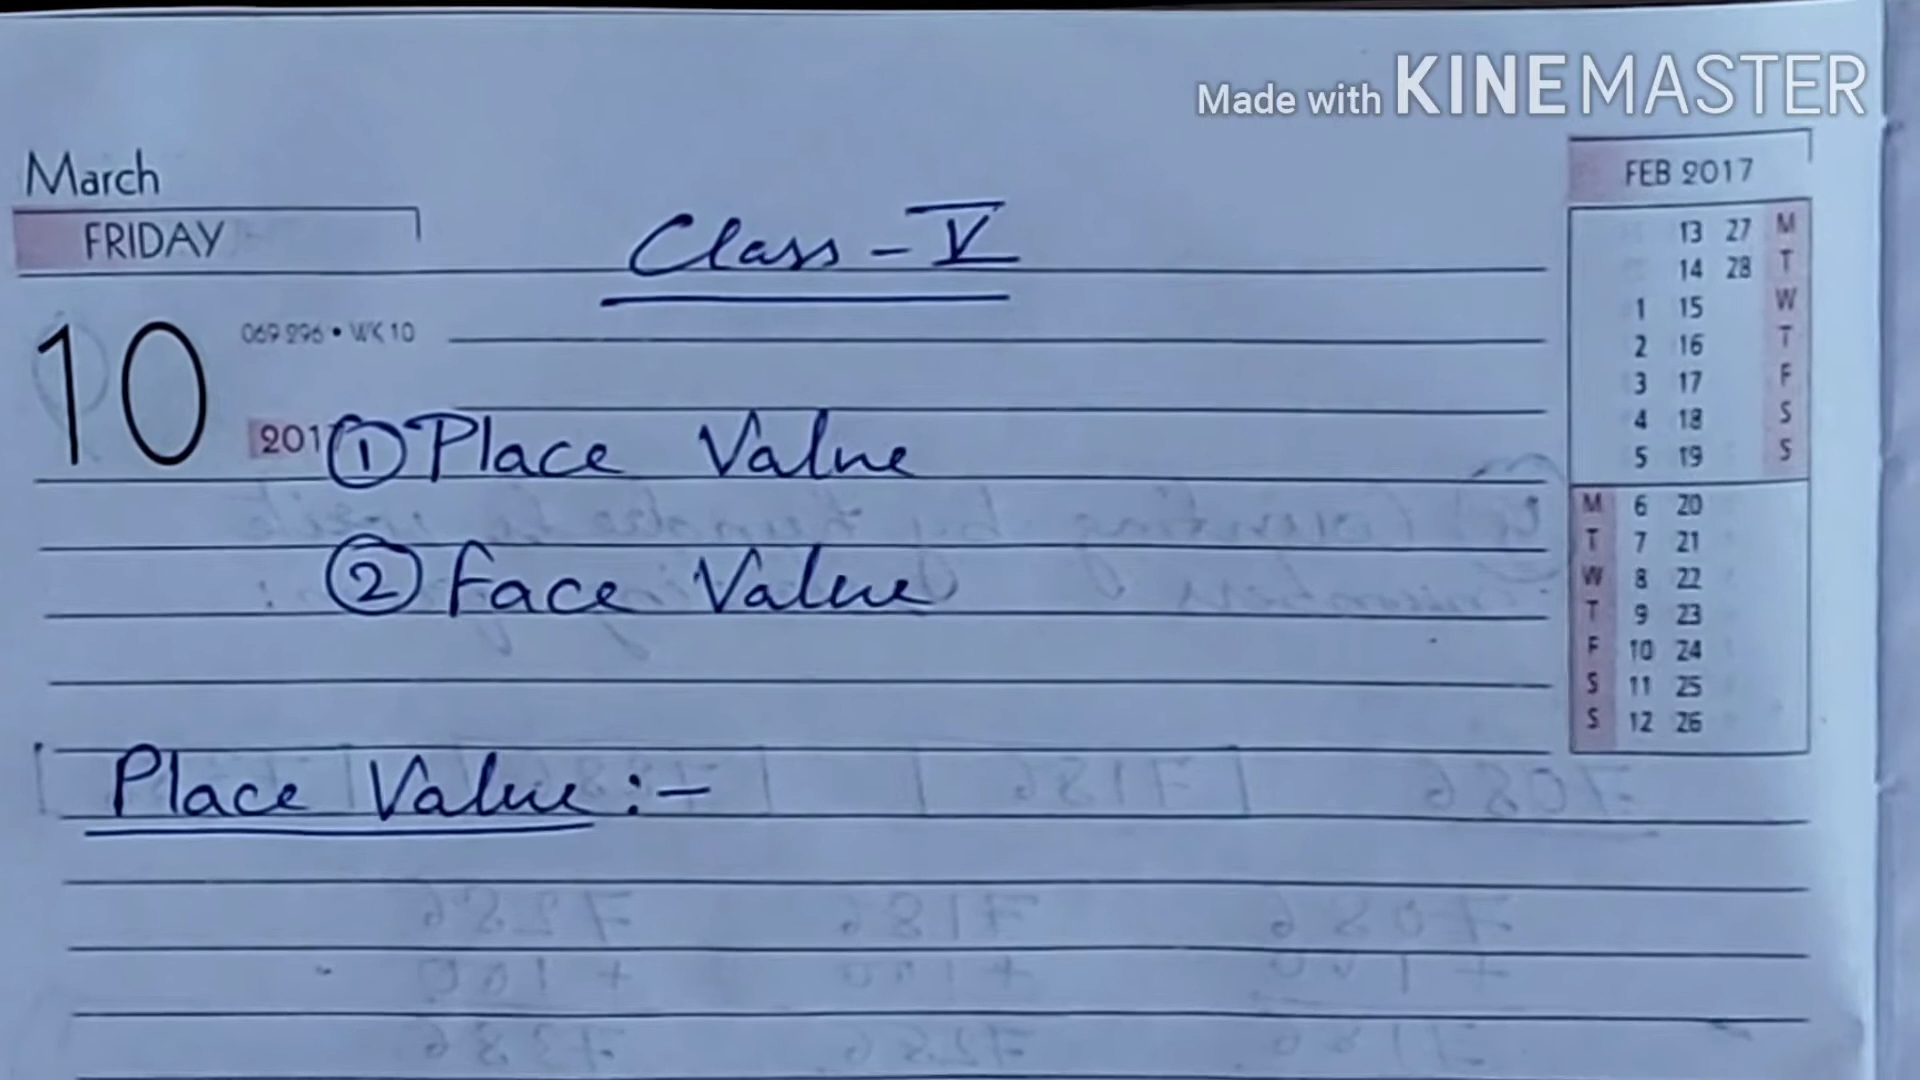 Made with KINEMASTER
March
FRIDAY
Class - V
10
069 296 • WK 10
201
① Place Value
② Face Value
Place Value :-
FEB 2017
13 27 M
14 28 T
1 15 W
2 16 T
3 17 F
4 18 S
5 19 S
M 6 20
T 7 21
W 8 22
T 9 23
F 10 24
S 11 25
S 12 26